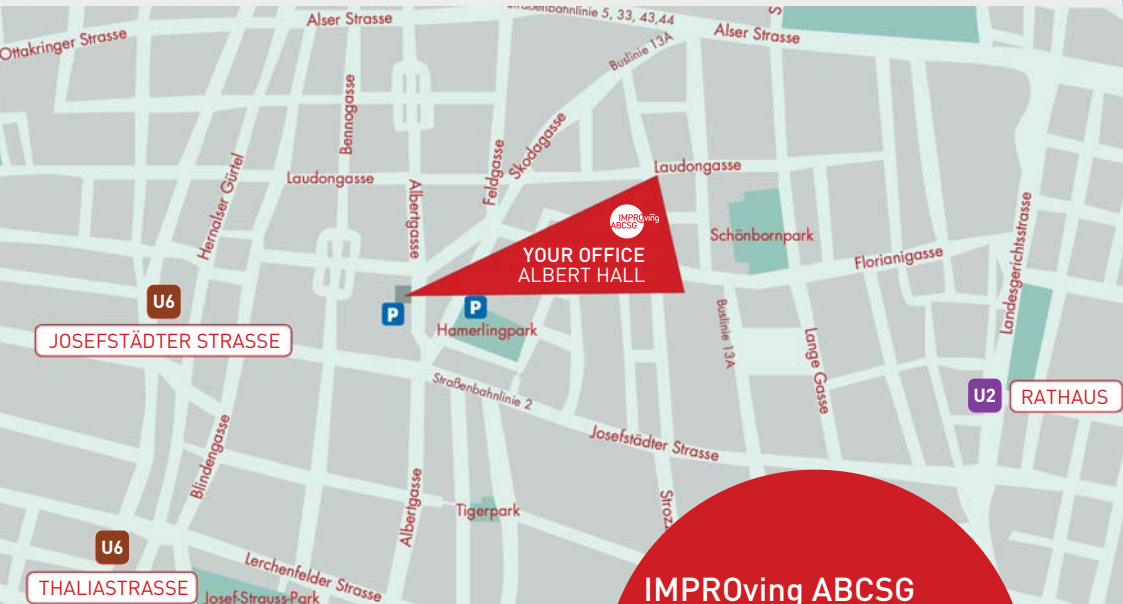 Straßenbahnlinie 5, 33, 43,44
Alser Strasse
Alser Strasse
Ottakringer Strasse
Buslinie 13A
Bennogasse
Skodagasse
Feldgasse
Laudongasse
Laudongasse
Hernalser Gürtel
Albertgasse
IMPROving
ABCSG
YOUR OFFICE
ALBERT HALL
Schönbornpark
Florianigasse
Landesgerichtsstrasse
U6
JOSEFSTÄDTER STRASSE
P
P
Hamerlingpark
Buslinie 13A
Lange Gasse
Straßenbahnlinie 2
U2
RATHAUS
Josefstädter Strasse
Blindengasse
Albertgasse
Tigerpark
Strozz
U6
THALIASTRASSE
Lerchenfelder Strasse
Josef-Strauss-Park
IMPROving ABCSG